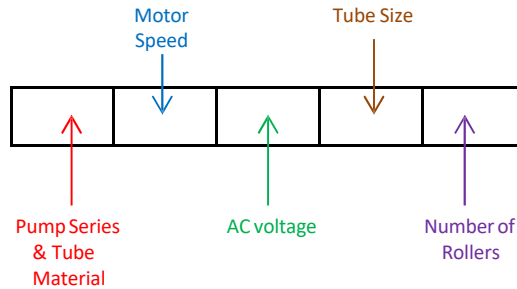 Motor
Speed
Tube Size
Pump Series
& Tube
Material
AC voltage
Number of
Rollers